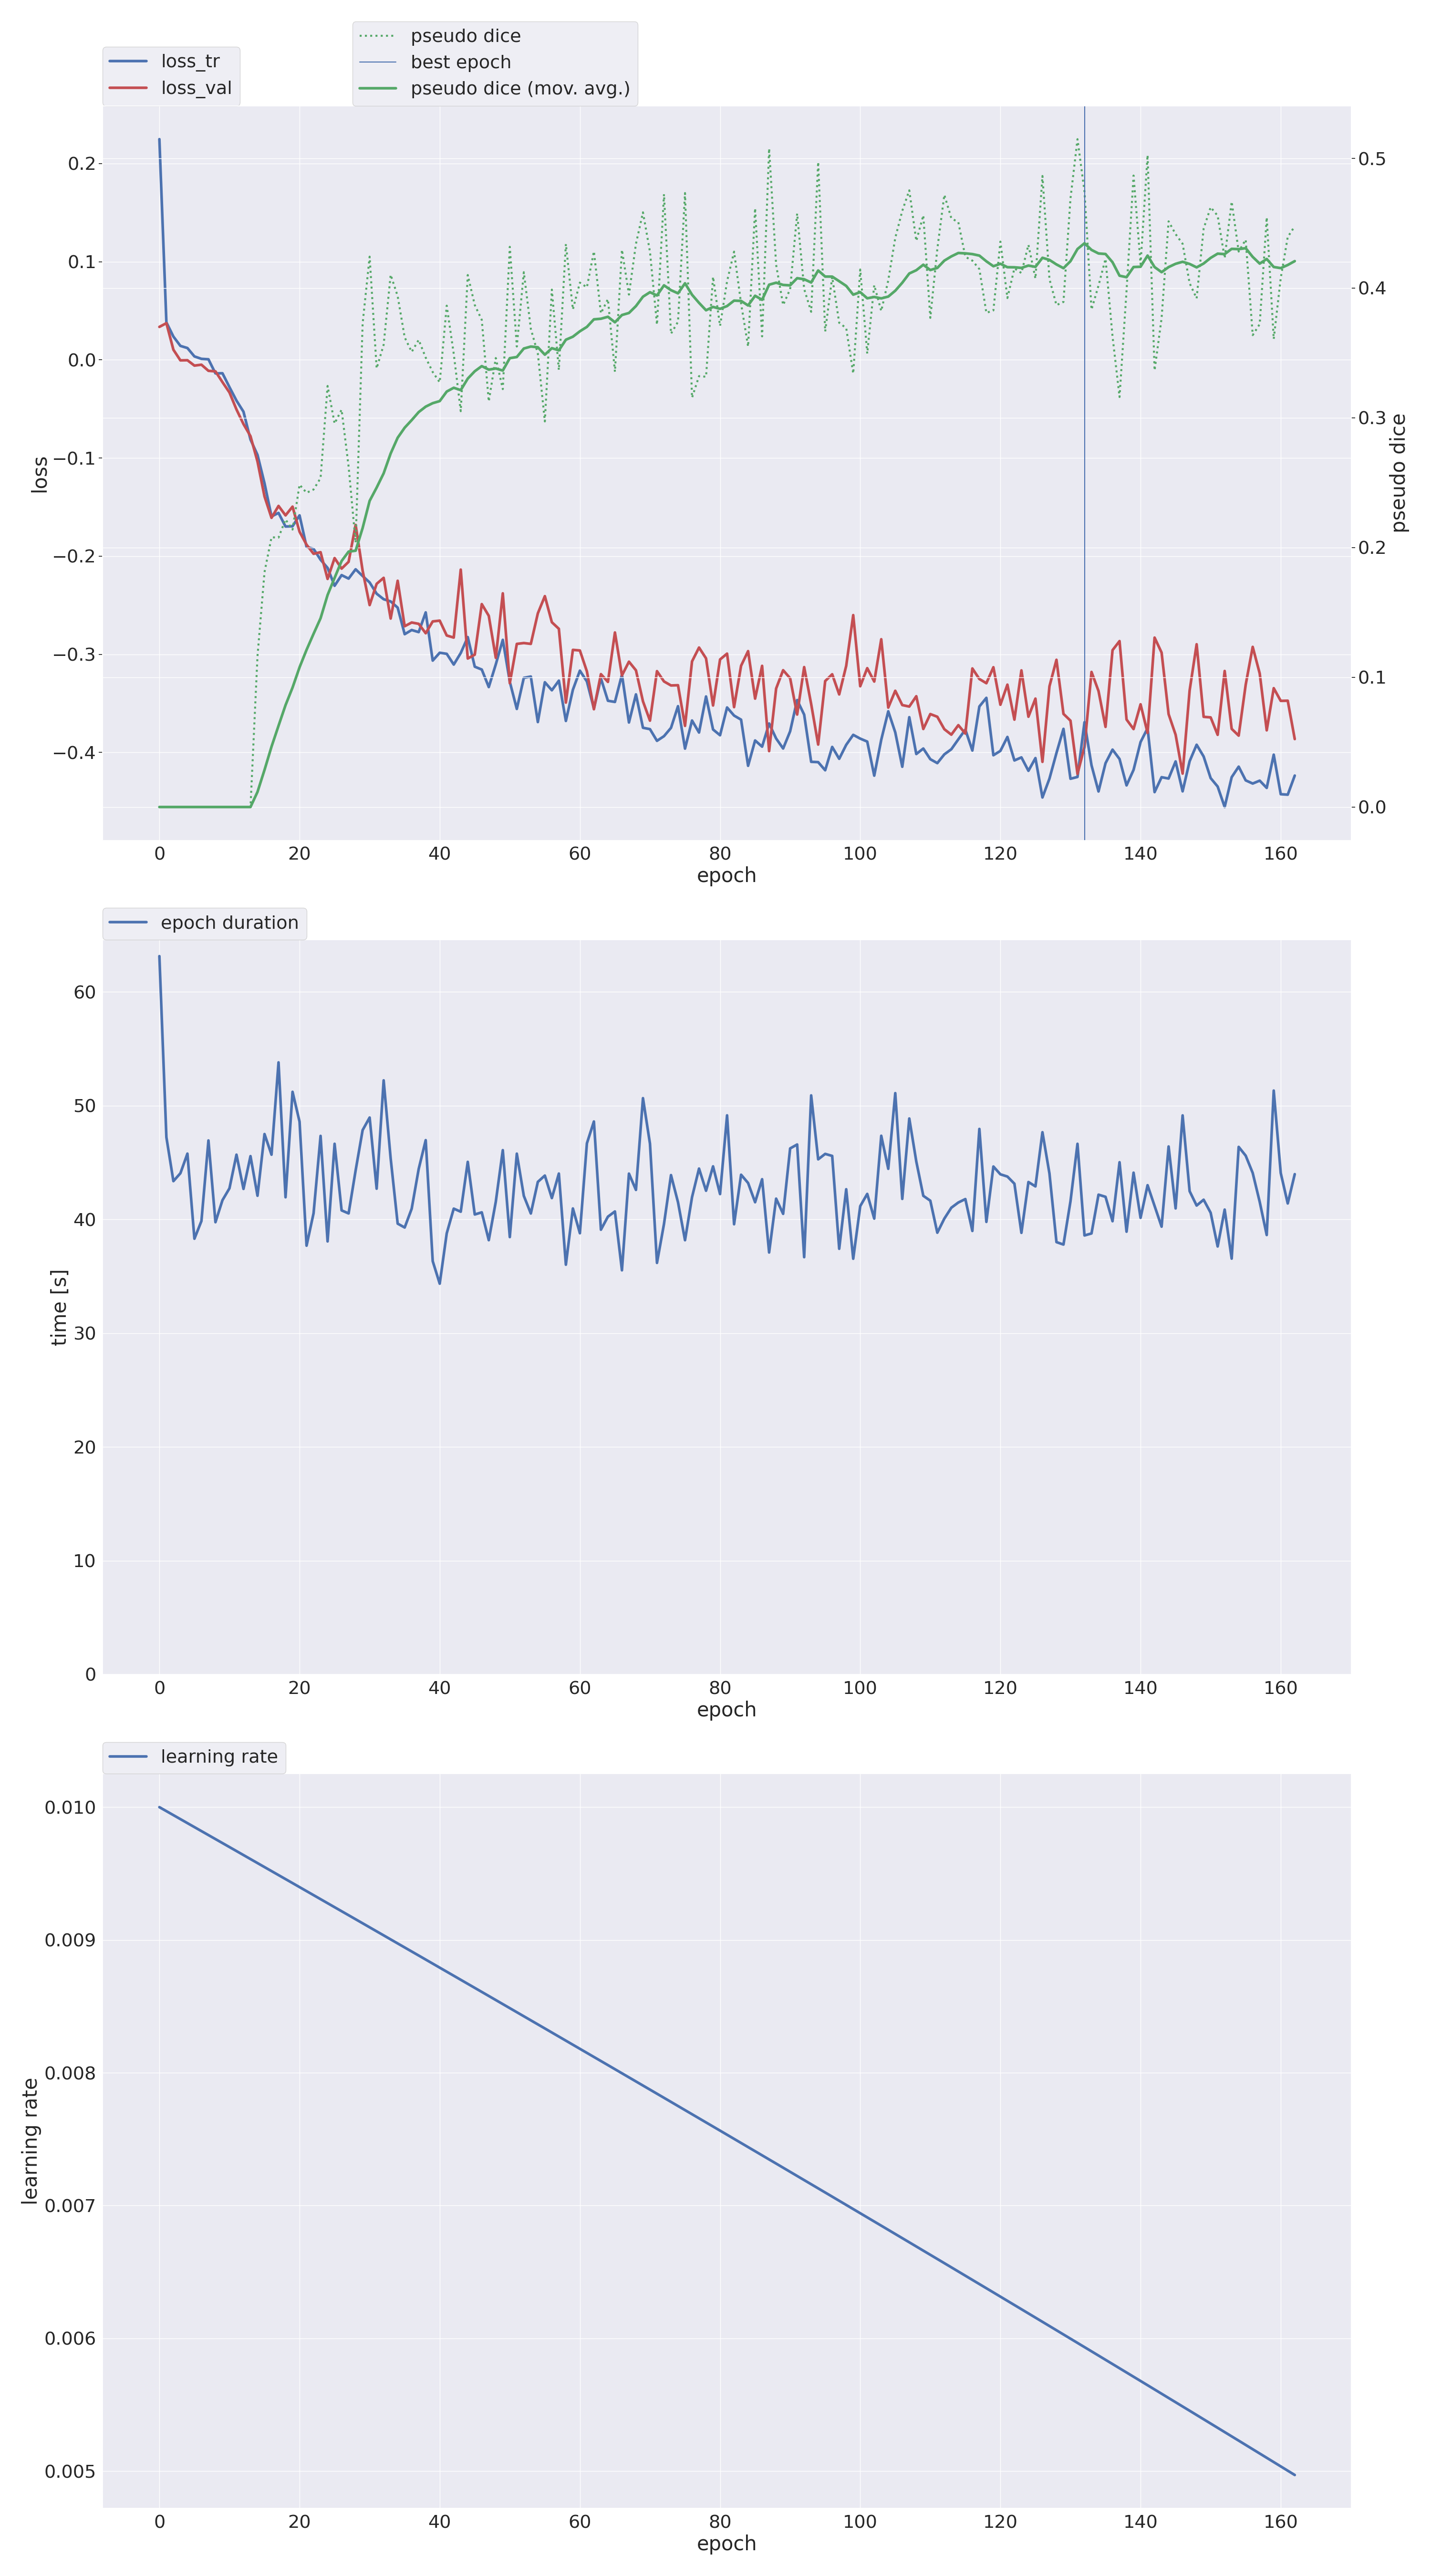 loss_tr
loss_val
pseudo dice
best epoch
pseudo dice (mov. avg.)
0.2
0.1
0.0
−0.1
−0.2
−0.3
−0.4
loss
0.5
0.4
0.3
0.2
0.1
0.0
pseudo dice
0 20 40 60 80 100 120 140 160
epoch
epoch duration
60
50
40
30
20
10
0
time [s]
0 20 40 60 80 100 120 140 160
epoch
learning rate
0.010
0.009
0.008
0.007
0.006
0.005
learning rate
0 20 40 60 80 100 120 140 160
epoch